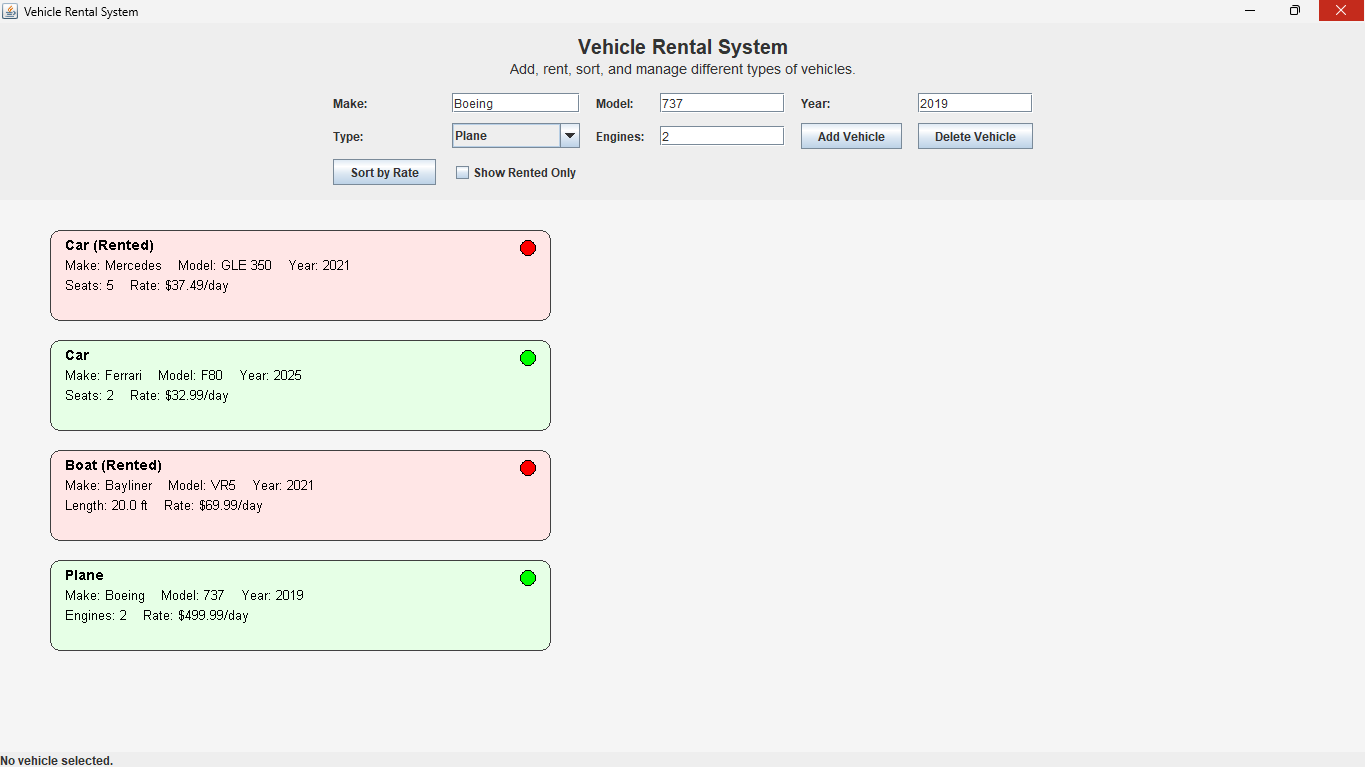 Vehicle Rental System
Vehicle Rental System
Add, rent, sort, and manage different types of vehicles.
Make: Boeing Model: 737 Year: 2019
Type: Plane Engines: 2 Add Vehicle Delete Vehicle
Sort by Rate Show Rented Only
Car (Rented)
Make: Mercedes Model: GLE 350 Year: 2021
Seats: 5 Rate: $37.49/day
Car
Make: Ferrari Model: F80 Year: 2025
Seats: 2 Rate: $32.99/day
Boat (Rented)
Make: Bayliner Model: VR5 Year: 2021
Length: 20.0 ft Rate: $69.99/day
Plane
Make: Boeing Model: 737 Year: 2019
Engines: 2 Rate: $499.99/day
No vehicle selected.